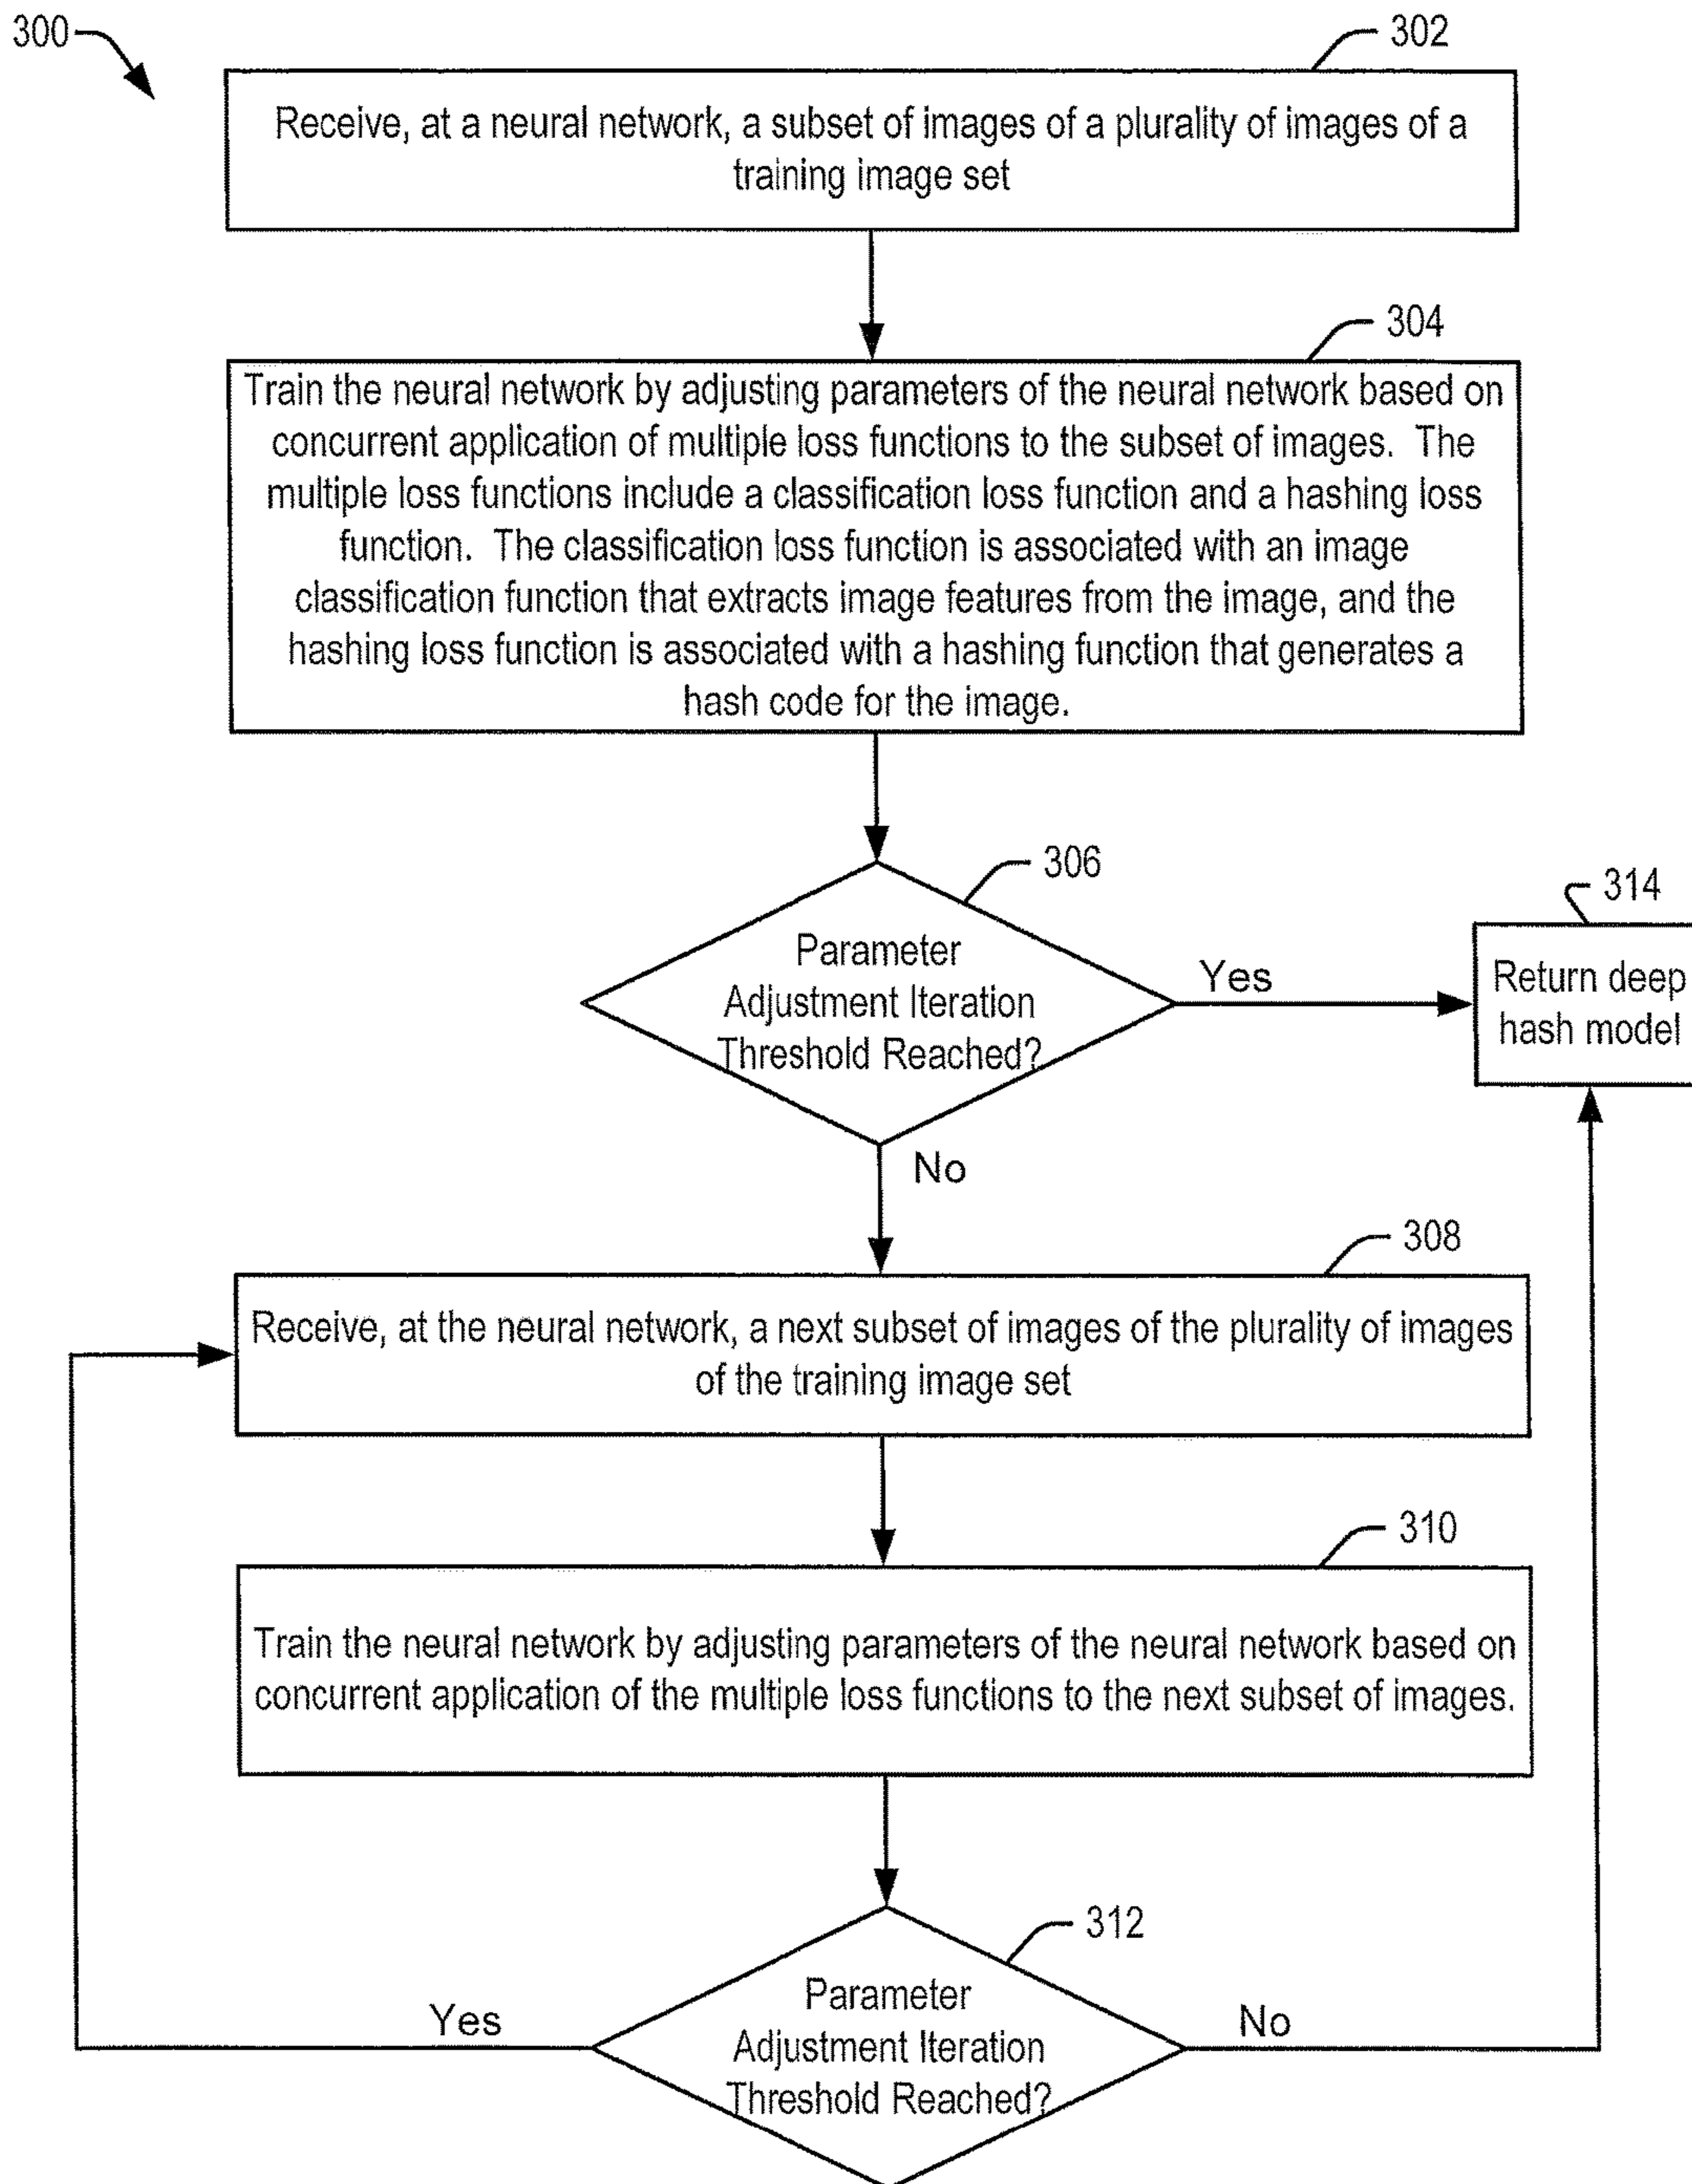 300
302
Receive, at a neural network, a subset of images of a plurality of images of a
training image set
304
Train the neural network by adjusting parameters of the neural network based on
concurrent application of multiple loss functions to the subset of images. The
multiple loss functions include a classification loss function and a hashing loss
function. The classification loss function is associated with an image
classification function that extracts image features from the image, and the
hashing loss function is associated with a hashing function that generates a
hash code for the image.
306
Parameter
Adjustment Iteration
Threshold Reached?
Yes
314
Return deep
hash model
No
308
Receive, at the neural network, a next subset of images of the plurality of images
of the training image set
310
Train the neural network by adjusting parameters of the neural network based on
concurrent application of the multiple loss functions to the next subset of images.
312
Parameter
Adjustment Iteration
Threshold Reached?
Yes
No